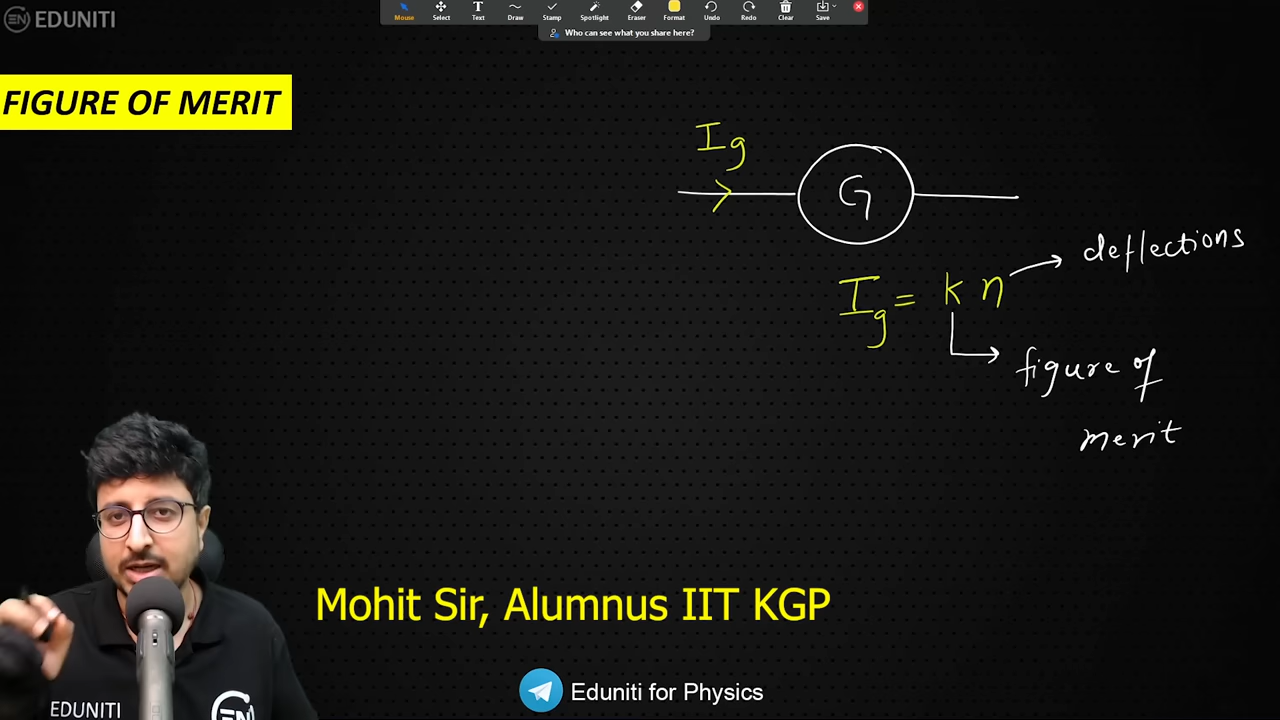 EN EDUNITI
Mouse Select Text Draw Stamp Spotlight Eraser Format Undo Redo Clear Save
Who can see what you share here?
FIGURE OF MERIT
Ig
G
deflections
Ig = k n
figure of
merit
Mohit Sir, Alumnus IIT KGP
Eduniti for Physics
EDUNITI
EN